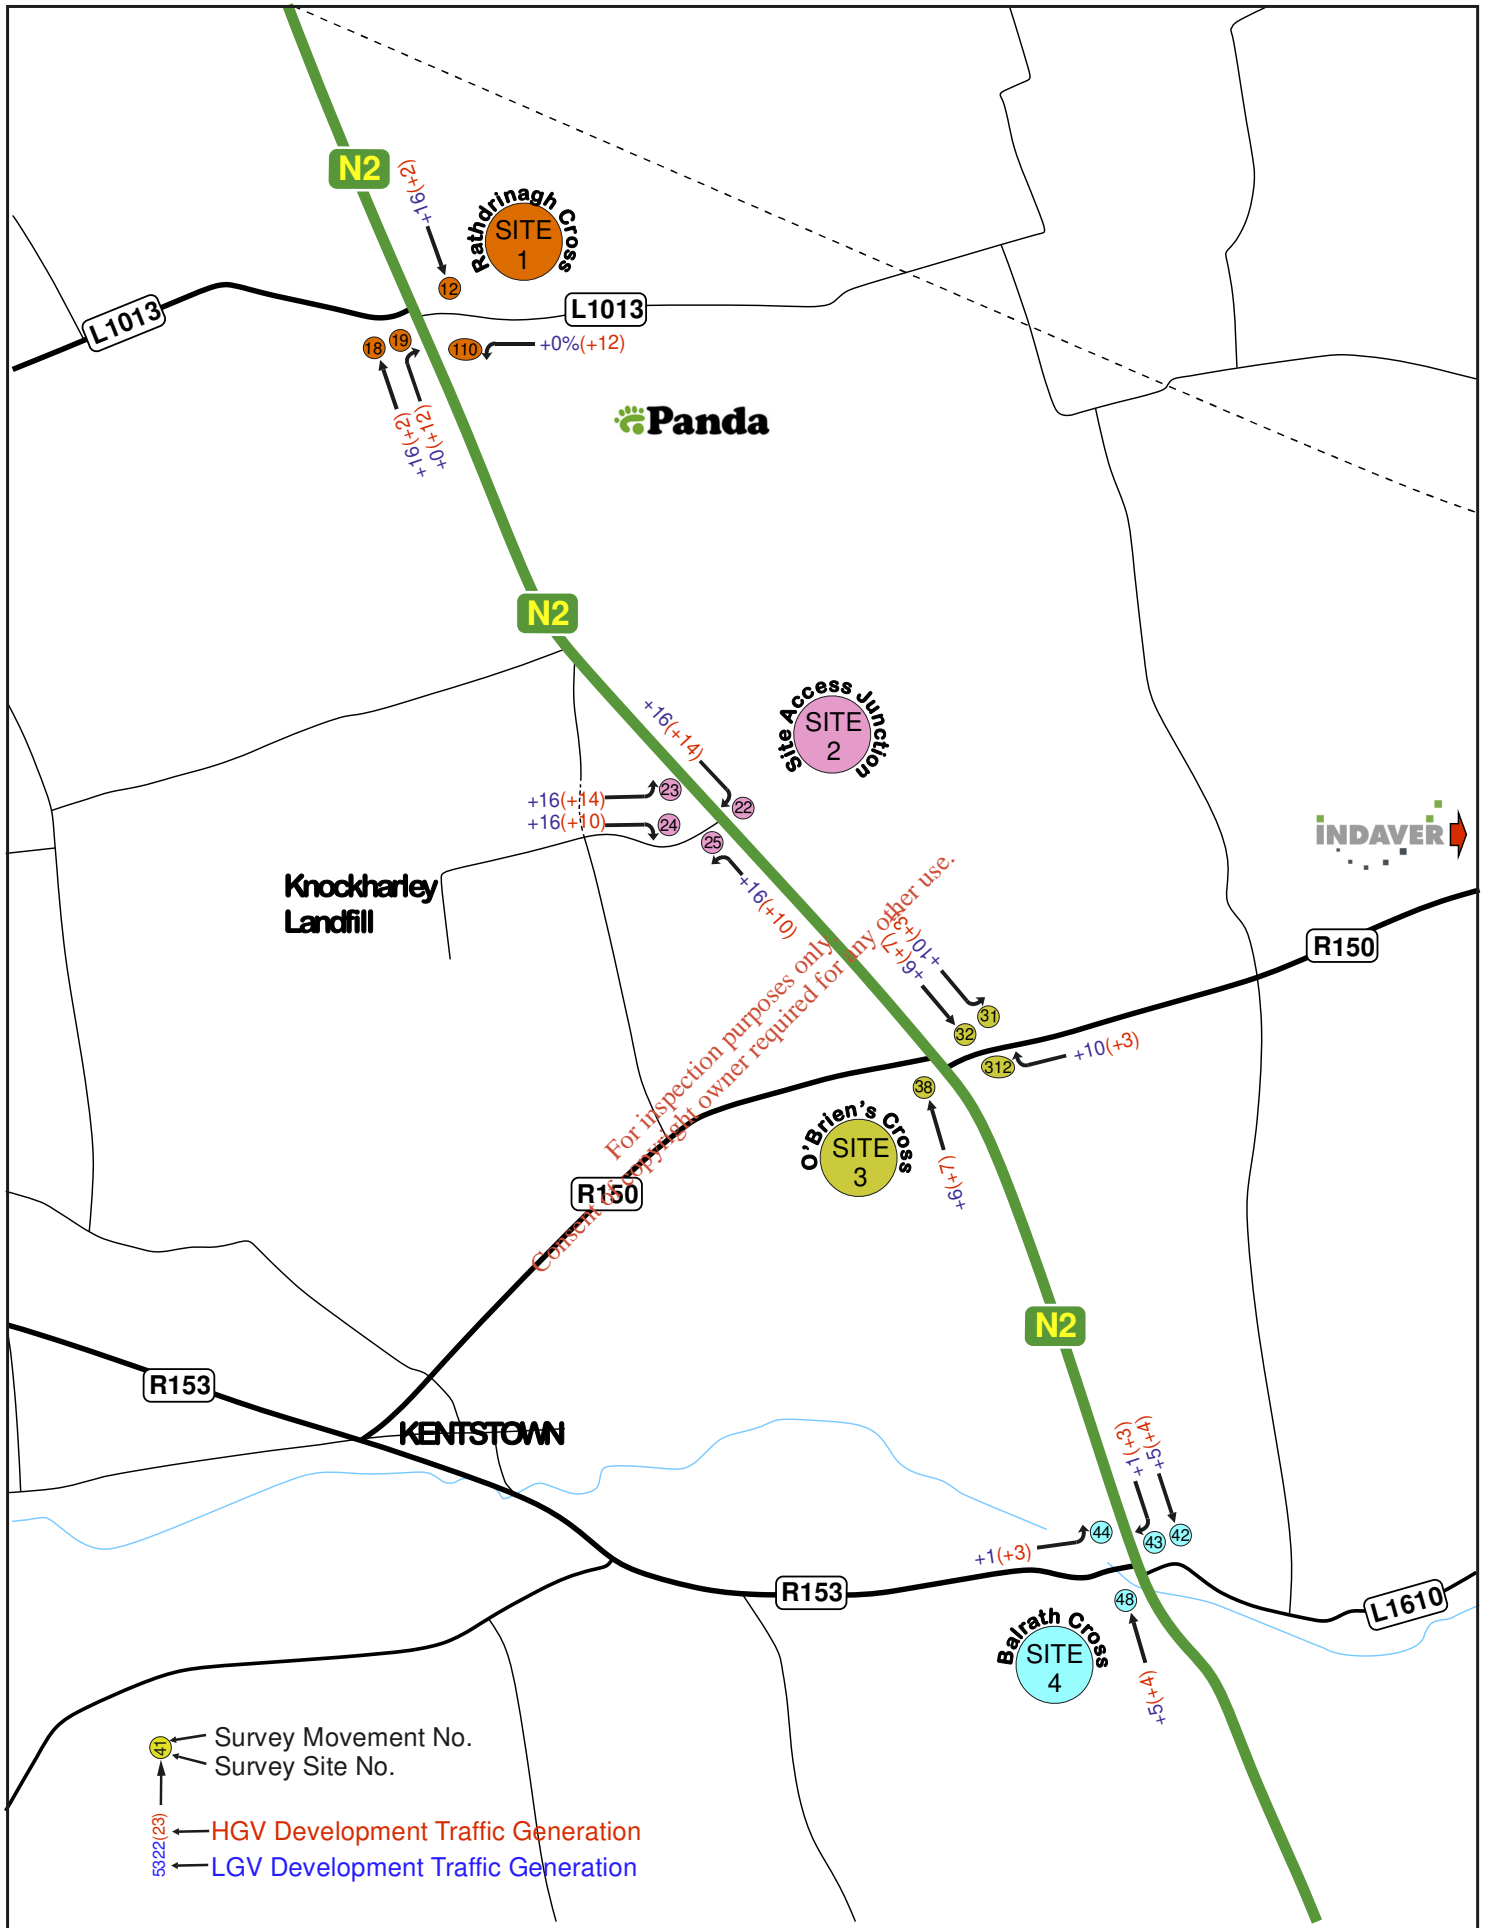 N2
+16(+2)
Rathdrinagh Cross
SITE
1
12
L1013
L1013
18
19
110
+0%(+12)
+16(+2)
+0(+12)
Panda
N2
Site Access Junction
SITE
2
+16(+14)
+16(+14)
23
22
+16(+10)
24
25
+16(+10)
INDAVER
Knockharley
Landfill
R150
+10(+3)
+6(+7)
31
32
312
+10(+3)
38
+6(+7)
O'Brien's Cross
SITE
3
For inspection purposes only.
Consent of copyright owner required for any other use.
R150
N2
R153
KENTSTOWN
+1(+3)
+5(+4)
44
43
42
+1(+3)
R153
48
L1610
Balrath Cross
SITE
4
+5(+4)
41
Survey Movement No.
Survey Site No.
5322(23)
HGV Development Traffic Generation
LGV Development Traffic Generation